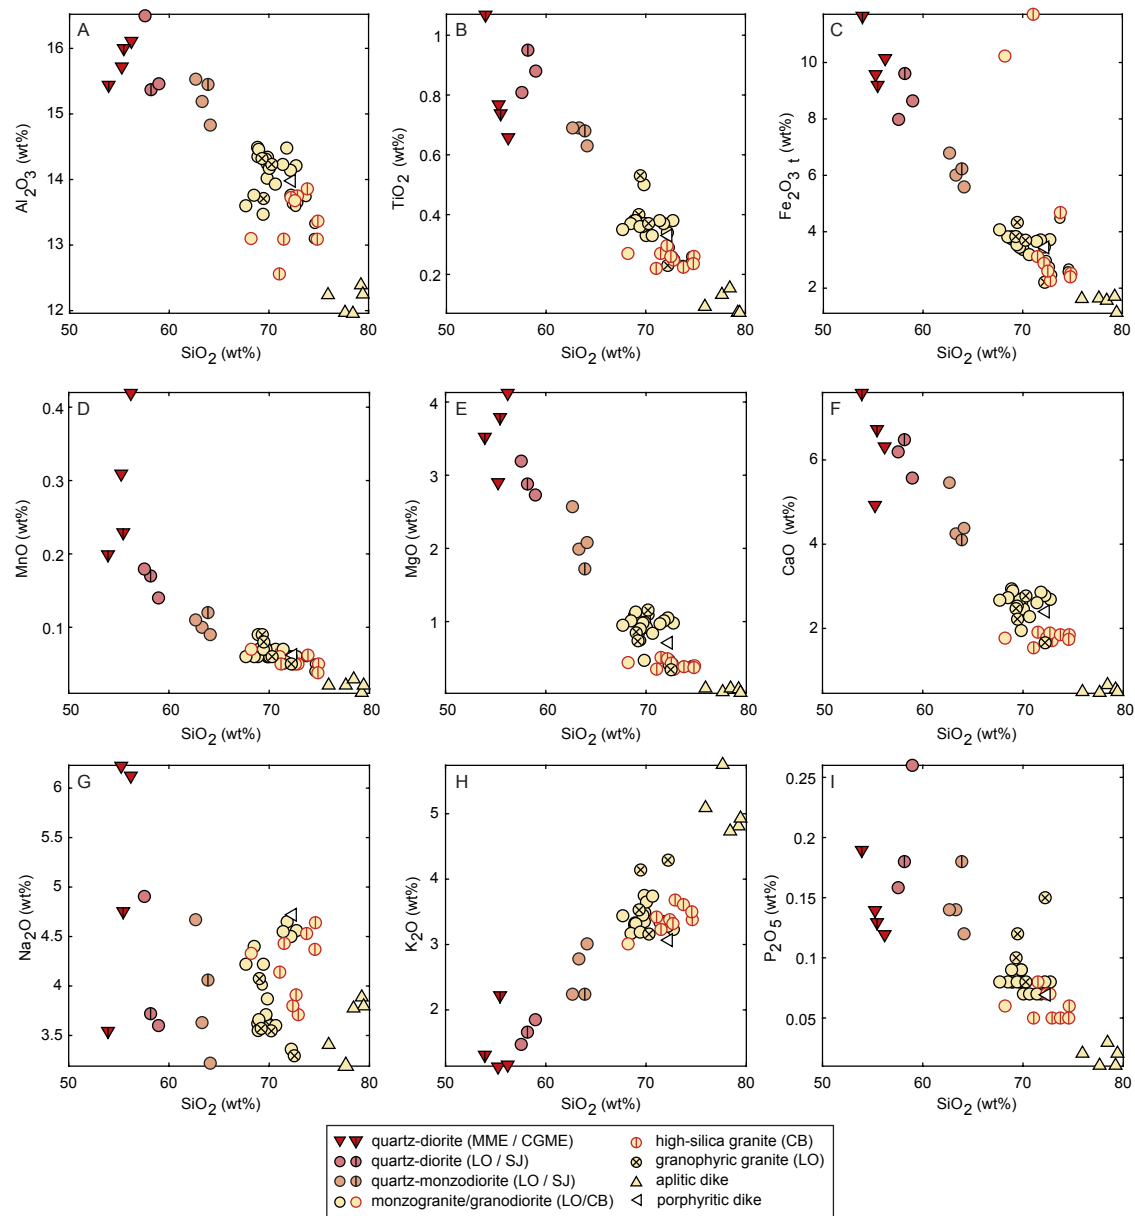 A
B
C
Al2O3 (wt%)
16
15
14
13
12
50 60 70 80
SiO2 (wt%)
TiO2 (wt%)
1
0.8
0.6
0.4
0.2
50 60 70 80
SiO2 (wt%)
Fe2O3 t (wt%)
10
8
6
4
2
50 60 70 80
SiO2 (wt%)
D
E
F
MnO (wt%)
0.4
0.3
0.2
0.1
50 60 70 80
SiO2 (wt%)
MgO (wt%)
4
3
2
1
50 60 70 80
SiO2 (wt%)
CaO (wt%)
6
4
2
50 60 70 80
SiO2 (wt%)
G
H
I
Na2O (wt%)
6
5.5
5
4.5
4
3.5
50 60 70 80
SiO2 (wt%)
K2O (wt%)
5
4
3
2
50 60 70 80
SiO2 (wt%)
P2O5 (wt%)
0.25
0.2
0.15
0.1
0.05
50 60 70 80
SiO2 (wt%)
quartz-diorite (MME / CGME)
quartz-diorite (LO / SJ)
quartz-monzodiorite (LO / SJ)
monzogranite/granodiorite (LO/CB)
high-silica granite (CB)
granophyric granite (LO)
aplitic dike
porphyritic dike